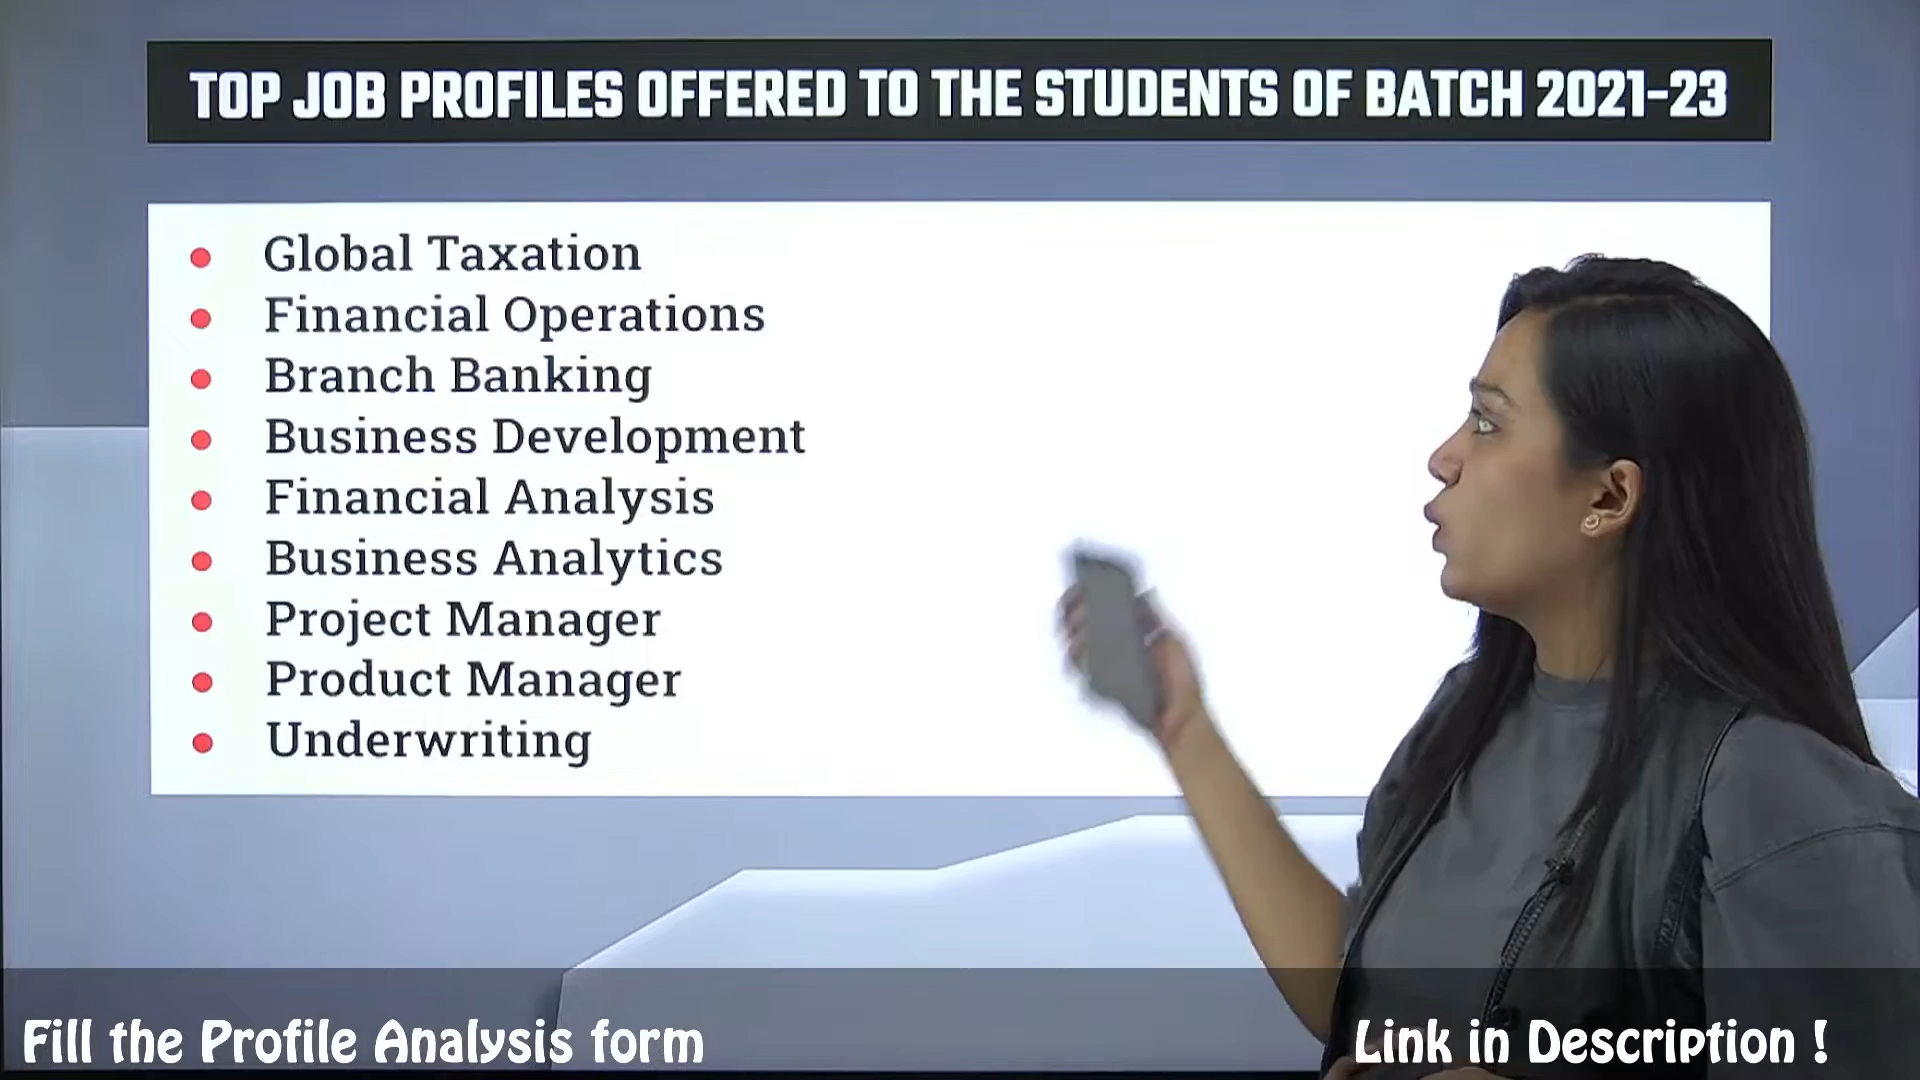 TOP JOB PROFILES OFFERED TO THE STUDENTS OF BATCH 2021-23
Global Taxation
Financial Operations
Branch Banking
Business Development
Financial Analysis
Business Analytics
Project Manager
Product Manager
Underwriting
Fill the Profile Analysis form
Link in Description !